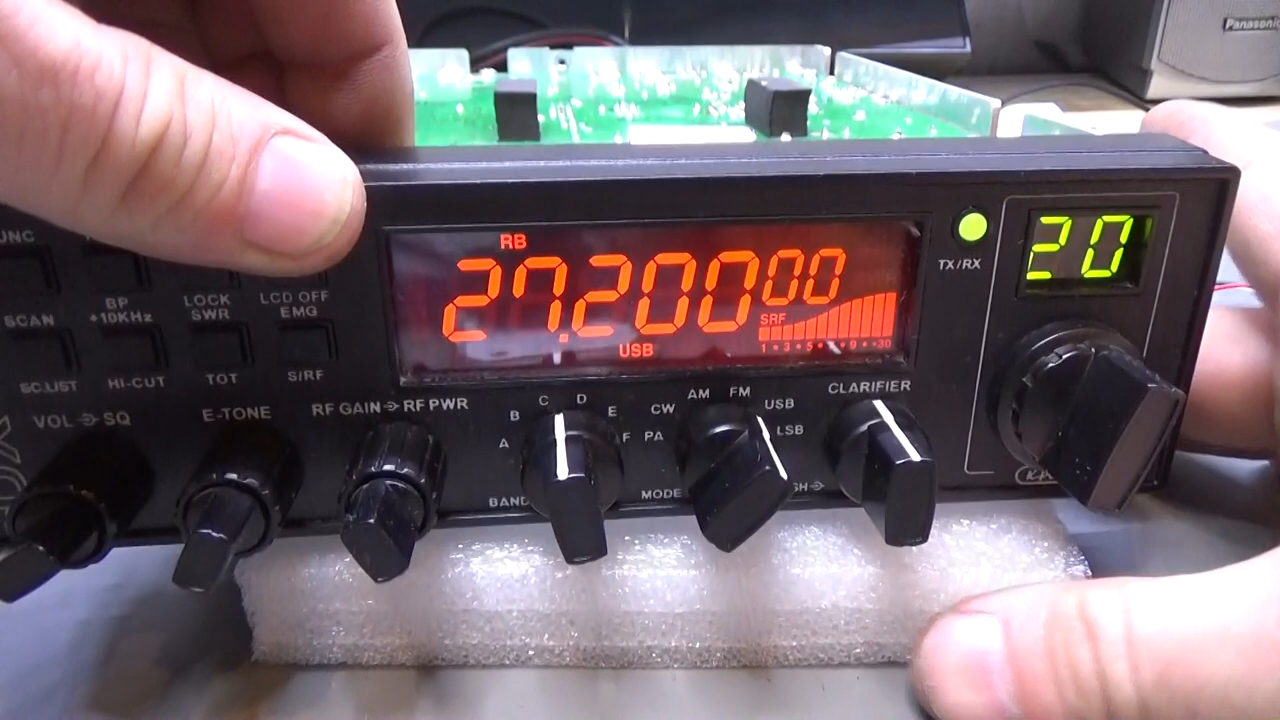 Panasonic
RB
27.20000
SRF
1 • 3 • 5 • 9 • +30
USB
TX/RX
20
BP
+10KHz
LOCK
SWR
LCD OFF
EMG
SCAN
SC.LIST
HI-CUT
TOT
S/RF
VOL SQ
E-TONE
RF GAIN RF PWR
A B C D E F
BAND
PA CW AM FM USB LSB
MODE
CLARIFIER